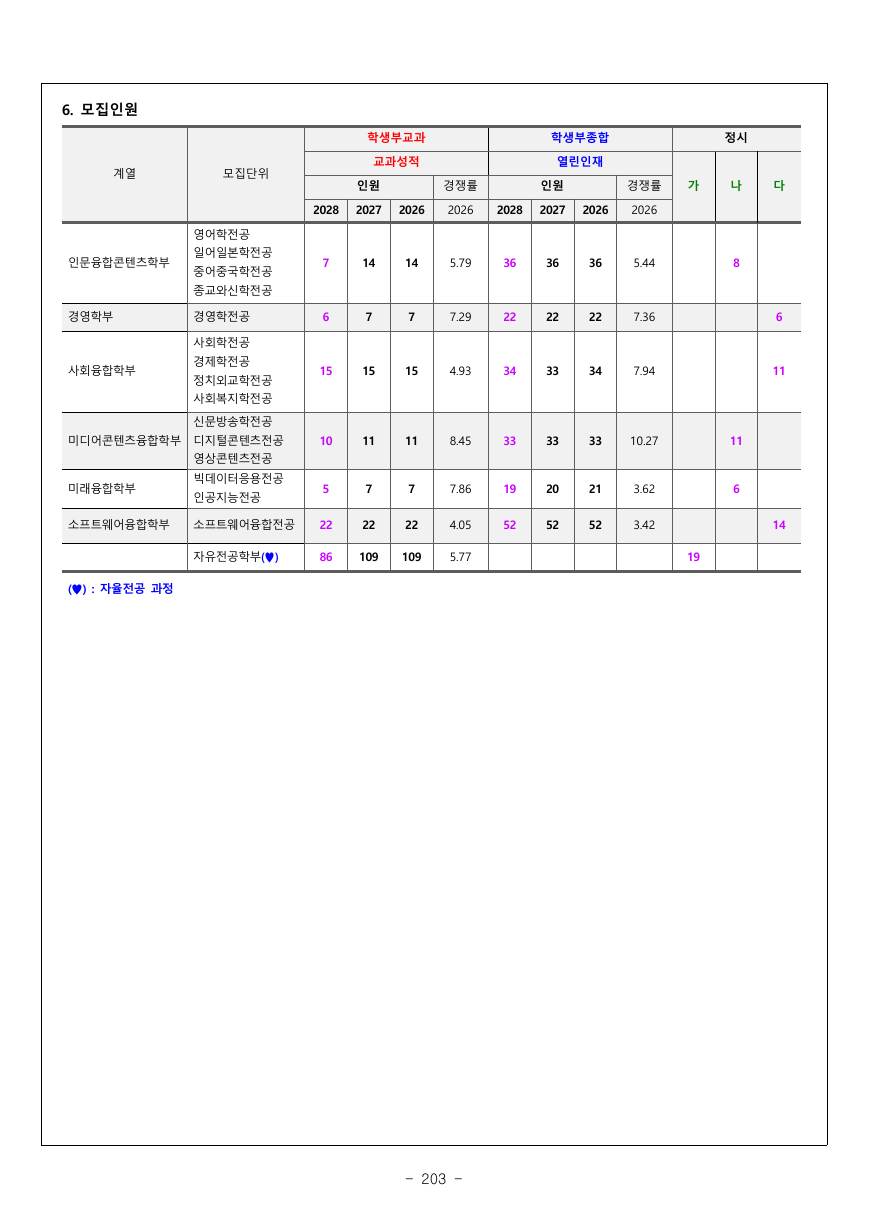 6. 모집인원
계열 모집단위 학생부교과 학생부종합 정시
교과성적 열린인재 가 나 다
인원 경쟁률 인원 경쟁률
2028 2027 2026 2026 2028 2027 2026 2026
인문융합콘텐츠학부 영어학전공 7 14 14 5.79 36 36 36 5.44 8
일어일본학전공
중어중국학전공
종교와신학전공
경영학부 경영학전공 6 7 7 7.29 22 22 22 7.36 6
사회융합학부 사회학전공 15 15 15 4.93 34 33 34 7.94 11
경제학전공
정치외교학전공
사회복지학전공
미디어콘텐츠융합학부 신문방송학전공 10 11 11 8.45 33 33 33 10.27 11
디지털콘텐츠전공
영상콘텐츠전공
미래융합학부 빅데이터응용전공 5 7 7 7.86 19 20 21 3.62 6
인공지능전공
소프트웨어융합학부 소프트웨어융합전공 22 22 22 4.05 52 52 52 3.42 14
자유전공학부(♥) 86 109 109 5.77 19
(♥) : 자율전공 과정
- 203 -